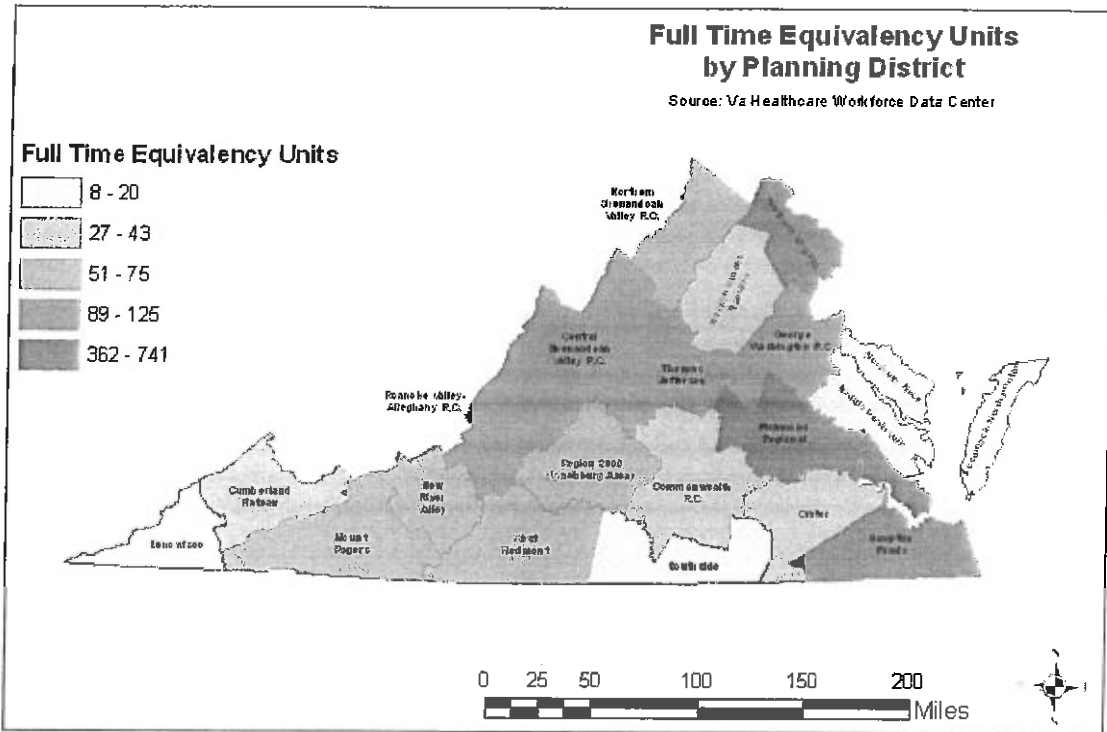 Full Time Equivalency Units
by Planning District
Source: Va Healthcare Workforce Data Center
Full Time Equivalency Units
8 - 20
27 - 43
51 - 75
89 - 125
362 - 741
Northern
Shenandoah
Valley R.C.
Central
Shenandoah
Valley R.C.
George
Washington R.C.
Thomas
Jefferson
Roanoke Valley-
Alleghany R.C.
Richmond
Regional
Region 2000
Cumberland
Plateau
New
River
Valley
Commonwealth
R.C.
Crater
Lenowisco
Mount
Rogers
West
Piedmont
Southside
Hampton
Roads
0 25 50 100 150 200
Miles